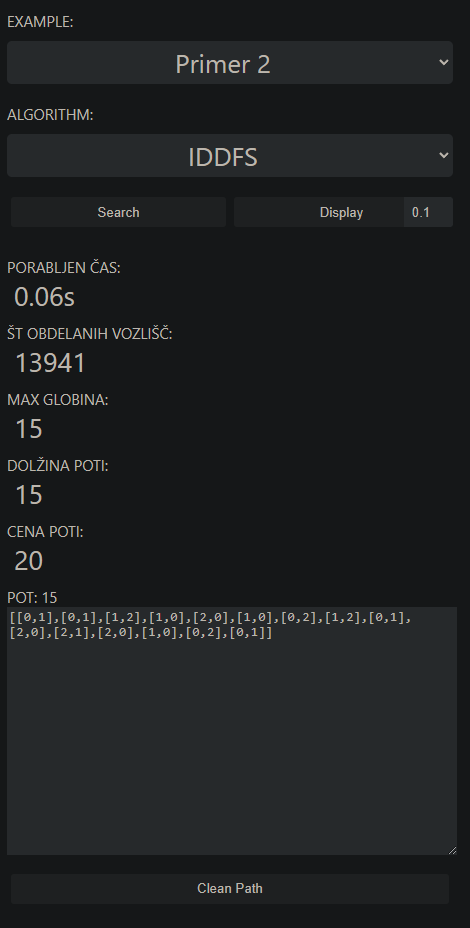 EXAMPLE:
Primer 2
ALGORITHM:
IDDFS
Search
Display
0.1
PORABLJEN ČAS:
0.06s
ŠT OBDELANIH VOZLIŠČ:
13941
MAX GLOBINA:
15
DOLŽINA POTI:
15
CENA POTI:
20
POT: 15
[[0,1],[0,1],[1,2],[1,0],[2,0],[1,0],[0,2],[1,2],[0,1],
[2,0],[2,1],[2,0],[1,0],[0,2],[0,1]]
Clean Path